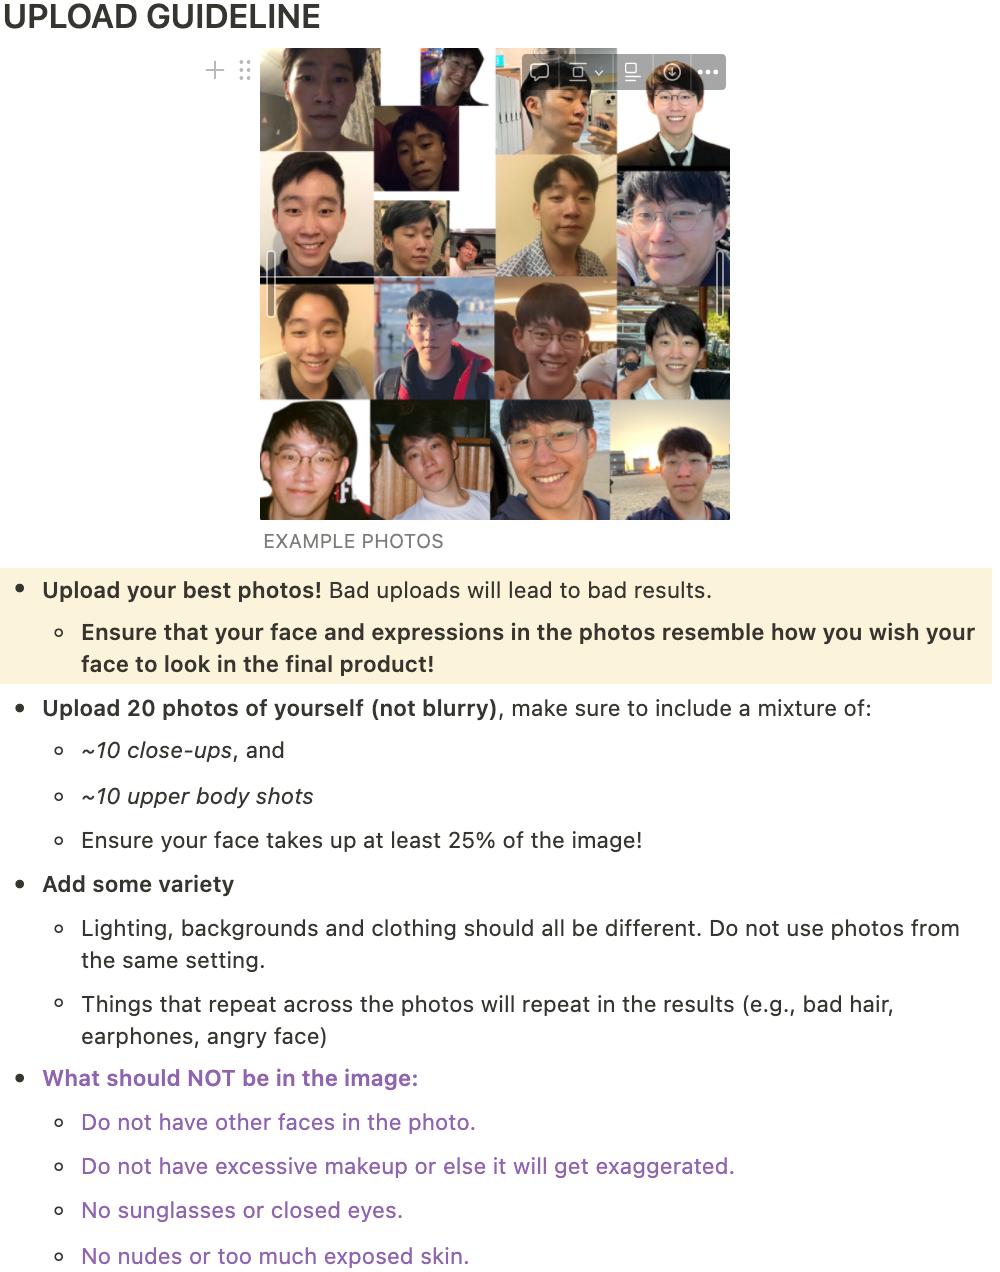 UPLOAD GUIDELINE
EXAMPLE PHOTOS
Upload your best photos! Bad uploads will lead to bad results.
Ensure that your face and expressions in the photos resemble how you wish your
face to look in the final product!
Upload 20 photos of yourself (not blurry), make sure to include a mixture of:
~10 close-ups, and
~10 upper body shots
Ensure your face takes up at least 25% of the image!
Add some variety
Lighting, backgrounds and clothing should all be different. Do not use photos from
the same setting.
Things that repeat across the photos will repeat in the results (e.g., bad hair,
earphones, angry face)
What should NOT be in the image:
Do not have other faces in the photo.
Do not have excessive makeup or else it will get exaggerated.
No sunglasses or closed eyes.
No nudes or too much exposed skin.